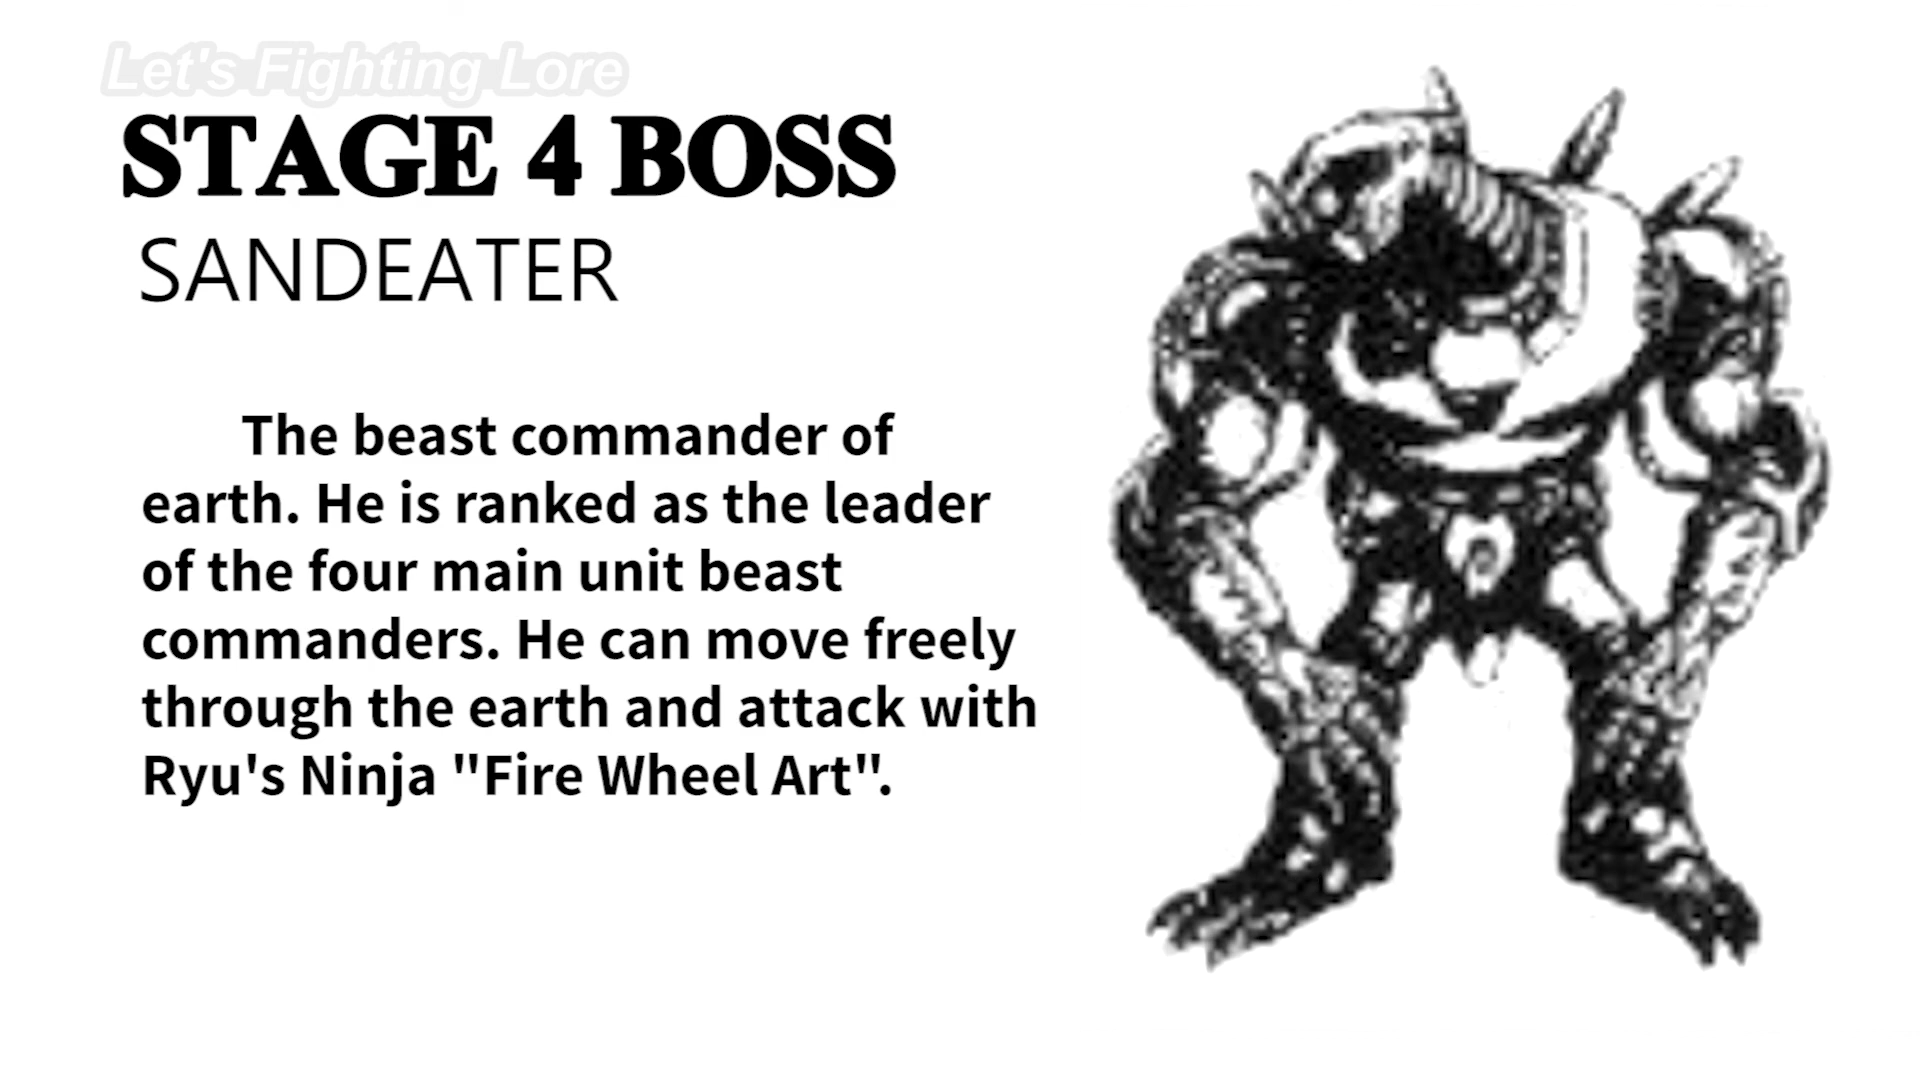 Let's Fighting Lore
STAGE 4 BOSS
SANDEATER
The beast commander of
earth. He is ranked as the leader
of the four main unit beast
commanders. He can move freely
through the earth and attack with
Ryu's Ninja "Fire Wheel Art".